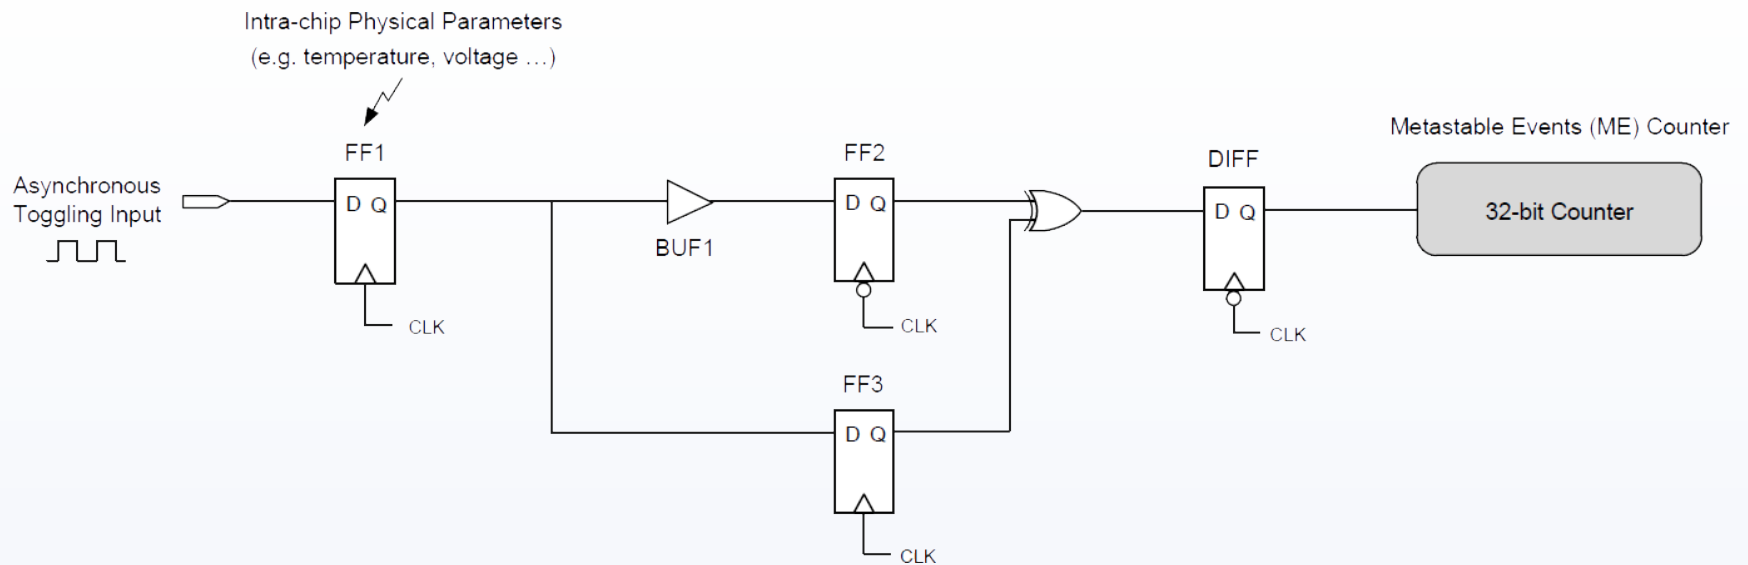 Intra-chip Physical Parameters
(e.g. temperature, voltage ...)
Metastable Events (ME) Counter
FF1
FF2
DIFF
Asynchronous
Toggling Input
D Q
D Q
D Q
32-bit Counter
BUF1
CLK
CLK
CLK
FF3
D Q
CLK